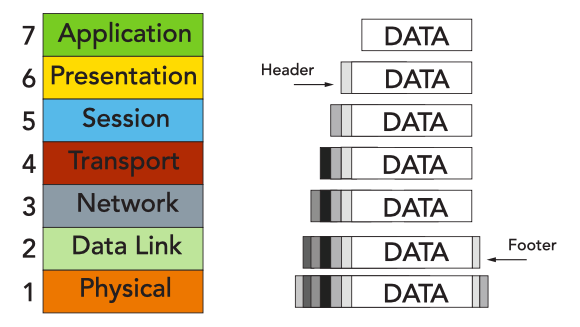 7 Application DATA
6 Presentation Header DATA
5 Session DATA
4 Transport DATA
3 Network DATA
2 Data Link DATA Footer
1 Physical DATA